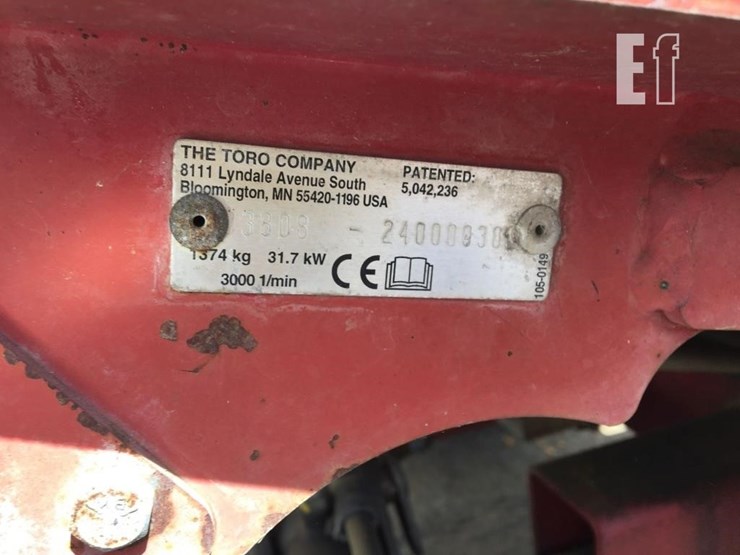 Ef
THE TORO COMPANY
8111 Lyndale Avenue South
Bloomington, MN 55420-1196 USA
PATENTED:
5,042,236
1374 kg 31.7 kW
3000 1/min
CE
105-0149